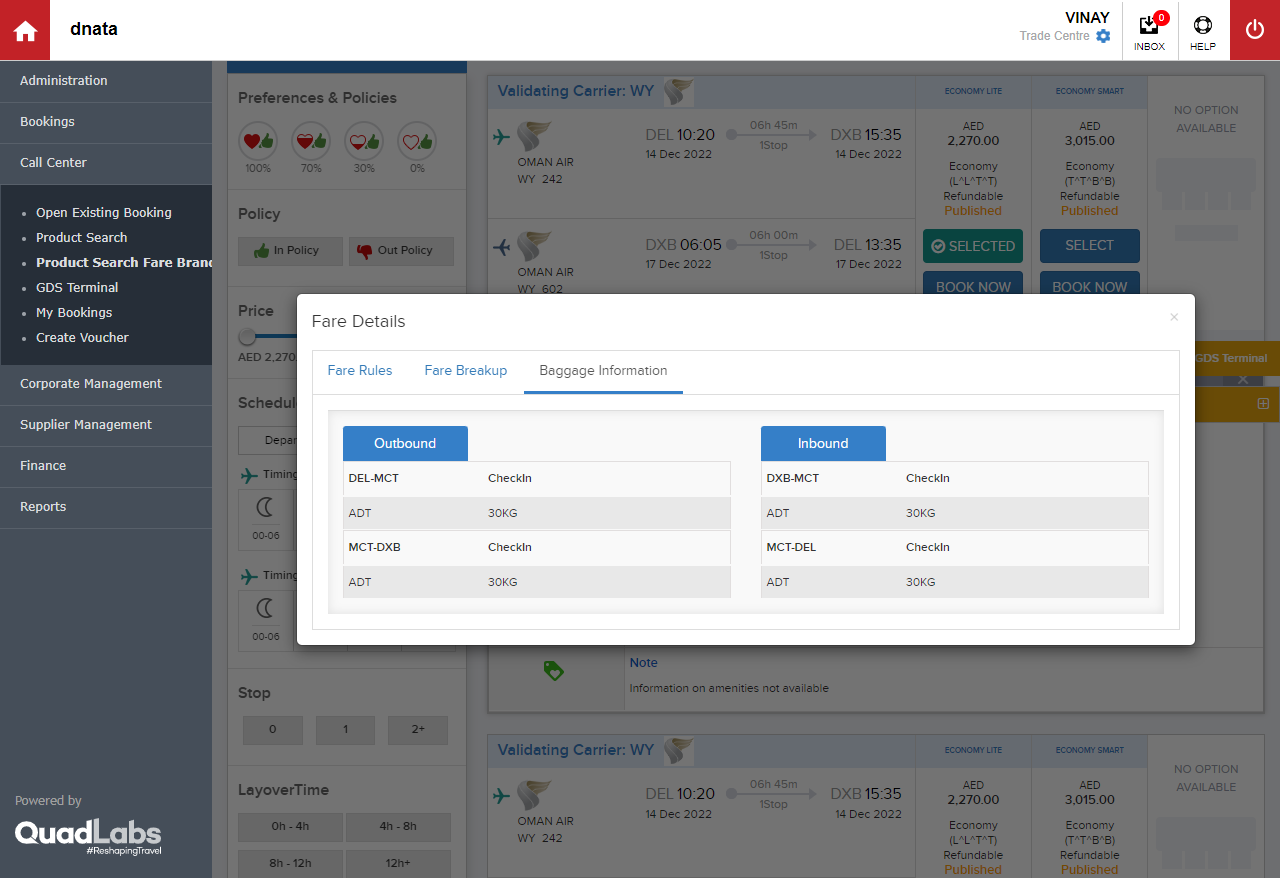 dnata
VINAY
Trade Centre
0
INBOX
HELP
Administration
Bookings
Call Center
Open Existing Booking
Product Search
Product Search Fare Brand
GDS Terminal
My Bookings
Create Voucher
Corporate Management
Supplier Management
Finance
Reports
Powered by
QuadLabs
#ReshapingTravel
Preferences & Policies
100% 70% 30% 0%
Policy
In Policy Out Policy
Price
AED 2,270
Schedul
Depar
Timing
00-06
Timing
00-06
Stop
0 1 2+
LayoverTime
0h - 4h 4h - 8h
8h - 12h 12h+
Validating Carrier: WY
ECONOMY LITE
ECONOMY SMART
NO OPTION
AVAILABLE
OMAN AIR
WY 242
DEL 10:20
14 Dec 2022
06h 45m
1Stop
DXB 15:35
14 Dec 2022
AED
2,270.00
Economy
(L^L^T^T)
Refundable
Published
AED
3,015.00
Economy
(T^T^B^B)
Refundable
Published
OMAN AIR
WY 602
DXB 06:05
17 Dec 2022
06h 00m
1Stop
DEL 13:35
17 Dec 2022
SELECTED
SELECT
BOOK NOW
BOOK NOW
GDS Terminal
Fare Details
×
Fare Rules Fare Breakup Baggage Information
Outbound
DEL-MCT CheckIn
ADT 30KG
MCT-DXB CheckIn
ADT 30KG
Inbound
DXB-MCT CheckIn
ADT 30KG
MCT-DEL CheckIn
ADT 30KG
Note
Information on amenities not available
Validating Carrier: WY
ECONOMY LITE
ECONOMY SMART
NO OPTION
AVAILABLE
OMAN AIR
WY 242
DEL 10:20
14 Dec 2022
06h 45m
1Stop
DXB 15:35
14 Dec 2022
AED
2,270.00
Economy
(L^L^T^T)
Refundable
Published
AED
3,015.00
Economy
(T^T^B^B)
Refundable
Published